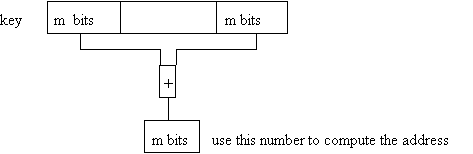 key
m bits
m bits
+
m bits
use this number to compute the address